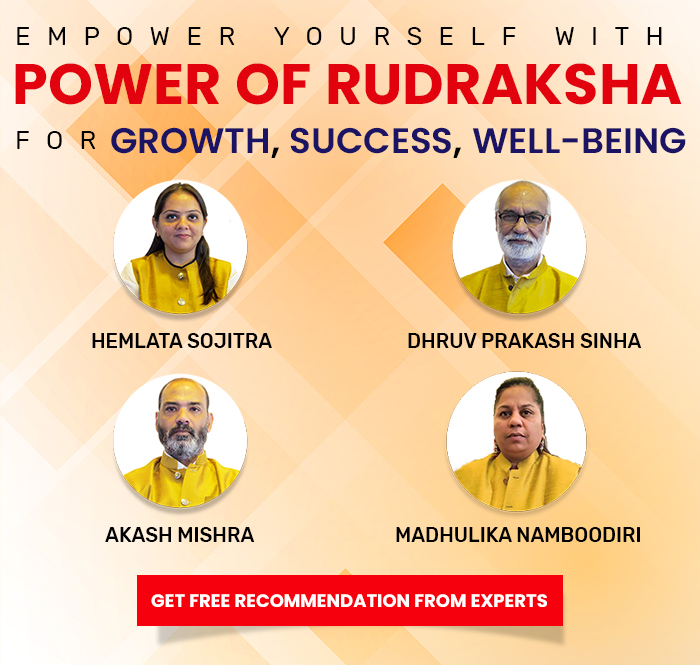 EMPOWER YOURSELF WITH
POWER OF RUDRAKSHA
FOR GROWTH, SUCCESS, WELL-BEING
HEMLATA SOJITRA
DHRUV PRAKASH SINHA
AKASH MISHRA
MADHULIKA NAMBOODIRI
GET FREE RECOMMENDATION FROM EXPERTS